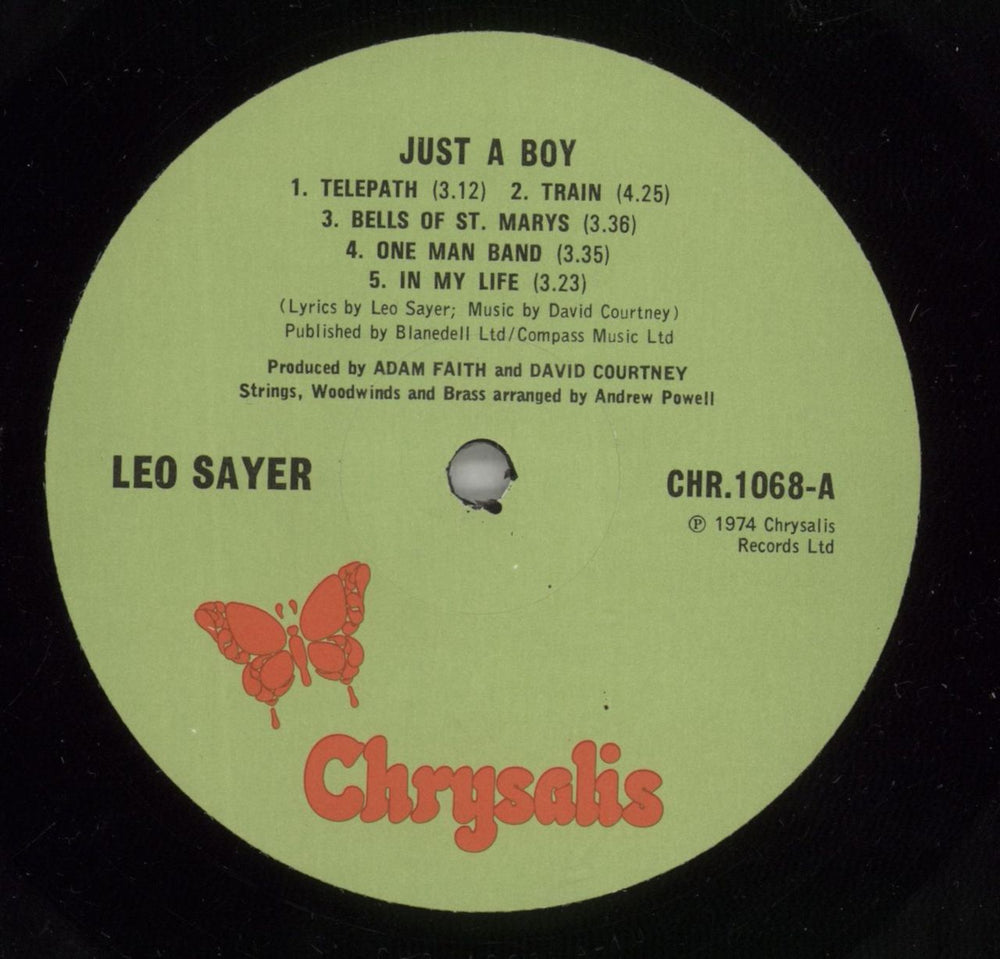 JUST A BOY
1. TELEPATH (3.12) 2. TRAIN (4.25)
3. BELLS OF ST. MARYS (3.36)
4. ONE MAN BAND (3.35)
5. IN MY LIFE (3.23)
(Lyrics by Leo Sayer; Music by David Courtney)
Published by Blanedell Ltd/Compass Music Ltd
Produced by ADAM FAITH and DAVID COURTNEY
Strings, Woodwinds and Brass arranged by Andrew Powell
LEO SAYER
CHR.1068-A
℗ 1974 Chrysalis
Records Ltd
Chrysalis